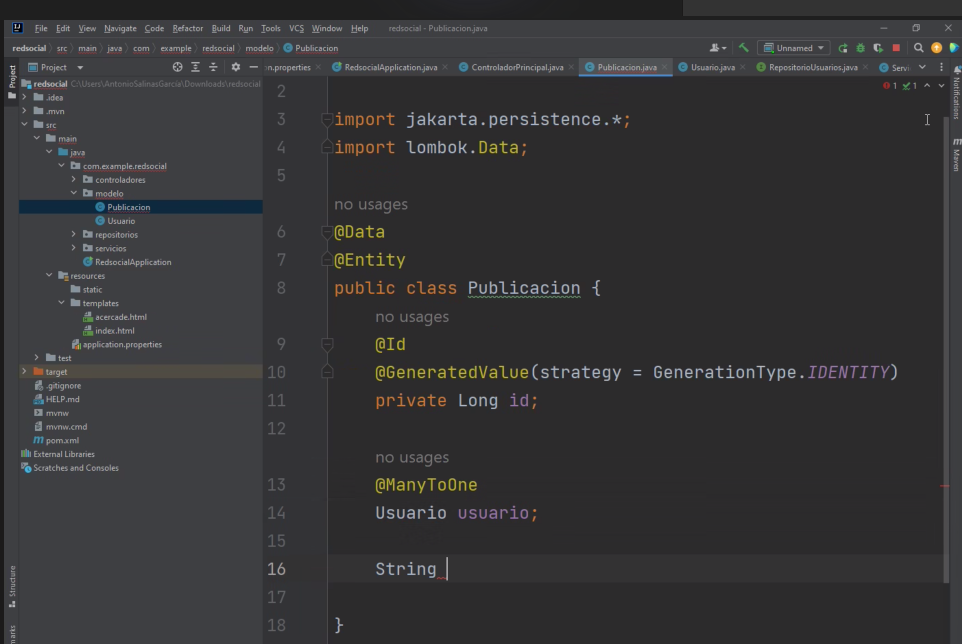 File Edit View Navigate Code Refactor Build Run Tools VCS Window Help redsocial - Publicacion.java
redsocial src main java com example redsocial modelo Publicacion Unnamed
Project n.properties RedsocialApplication.java ControladorPrincipal.java Publicacion.java Usuario.java RepositorioUsuarios.java Servi
redsocial C:\Users\AntonioSalinasGarcia\Downloads\redsocial
.idea
.mvn
src
main
java
com.example.redsocial
controladores
modelo
Publicacion
Usuario
repositorios
servicios
RedsocialApplication
resources
static
templates
acercade.html
index.html
application.properties
test
target
.gitignore
HELP.md
mvnw
mvnw.cmd
pom.xml
External Libraries
Scratches and Consoles
Project
Structure
1 1
2
3 import jakarta.persistence.*;
4 import lombok.Data;
5
no usages
6 @Data
7 @Entity
8 public class Publicacion {
no usages
9 @Id
10 @GeneratedValue(strategy = GenerationType.IDENTITY)
11 private Long id;
12
no usages
13 @ManyToOne
14 Usuario usuario;
15
16 String
17
18 }
Notifications
Maven